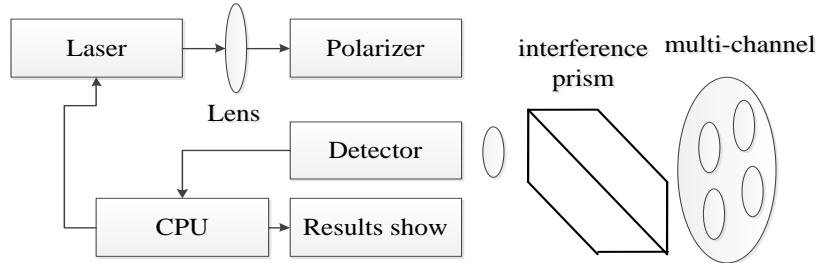 Laser
Polarizer
interference
prism
multi-channel
Lens
Detector
CPU
Results show